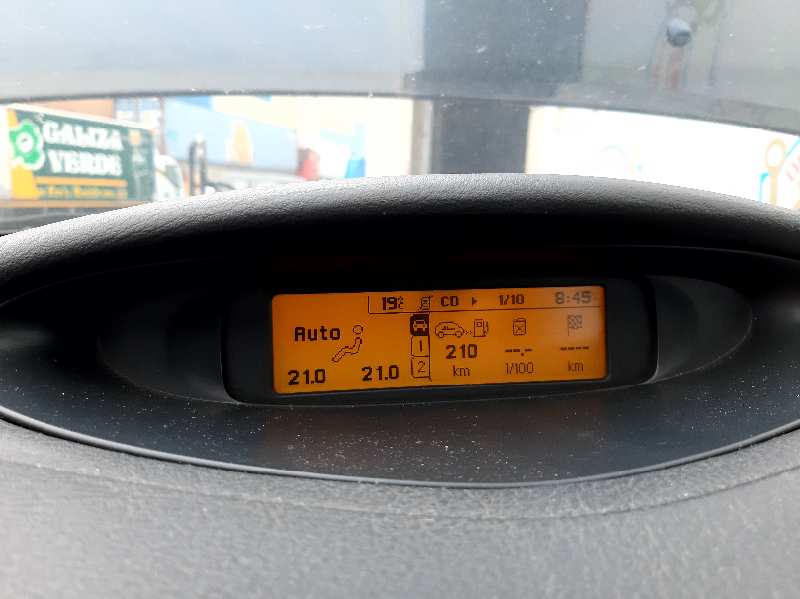 GALIZA
VERDE
19°C CD 1/10 8:45
Auto
1
210 --.- ----
2
21.0 21.0 km 1/100 km